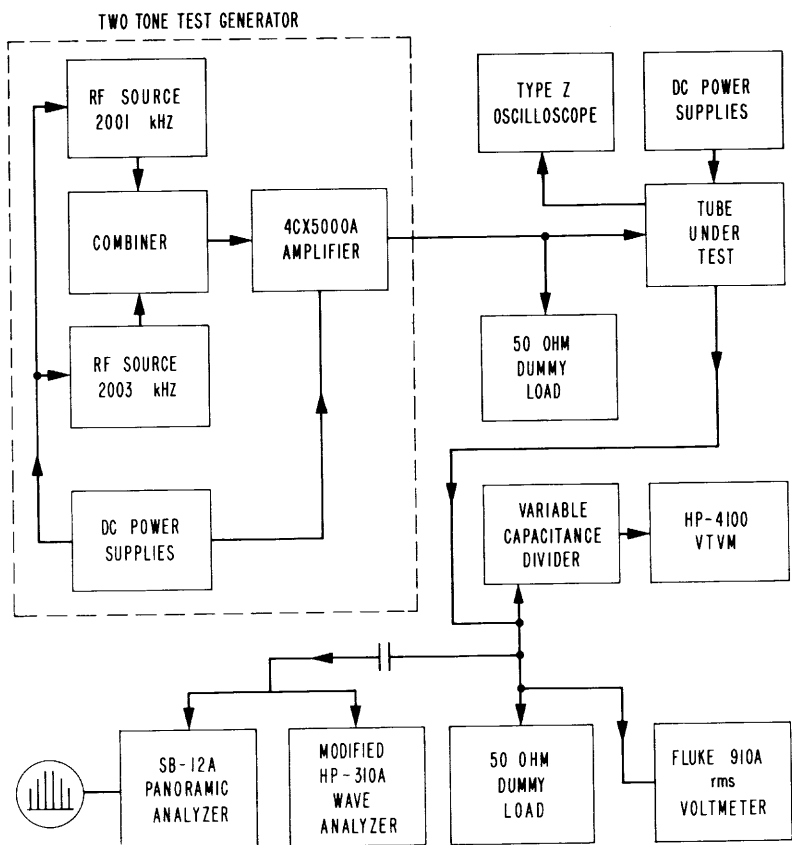 TWO TONE TEST GENERATOR
RF SOURCE
2001 kHz
COMBINER
RF SOURCE
2003 kHz
4CX5000A
AMPLIFIER
DC POWER
SUPPLIES
TYPE Z
OSCILLOSCOPE
DC POWER
SUPPLIES
TUBE
UNDER
TEST
50 OHM
DUMMY
LOAD
VARIABLE
CAPACITANCE
DIVIDER
HP-4100
VTVM
SB-12A
PANORAMIC
ANALYZER
MODIFIED
HP-310A
WAVE
ANALYZER
50 OHM
DUMMY
LOAD
FLUKE 910A
rms
VOLTMETER